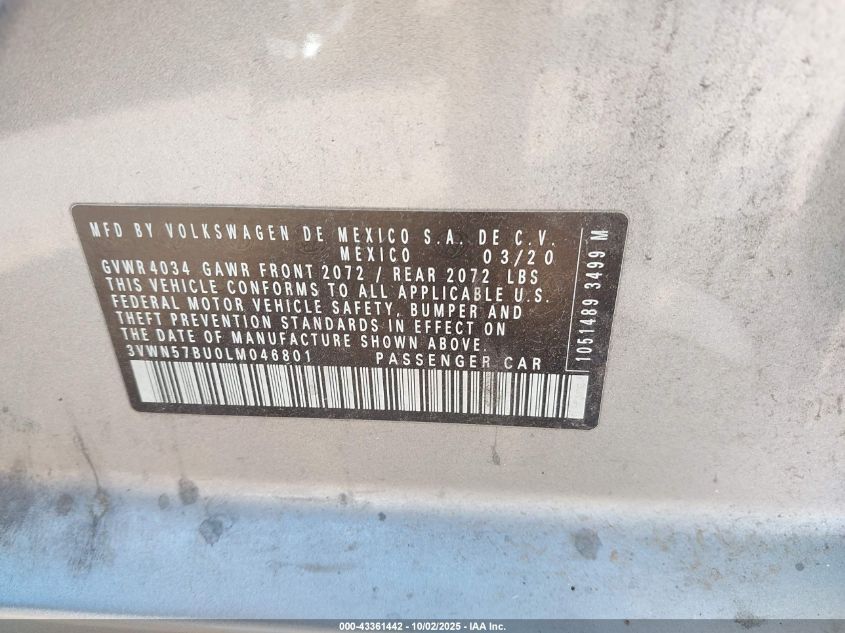 MFD BY VOLKSWAGEN DE MEXICO S.A. DE C.V.
MEXICO 03/20
GVWR 4034 GAWR FRONT 2072 / REAR 2072 LBS
THIS VEHICLE CONFORMS TO ALL APPLICABLE U.S.
FEDERAL MOTOR VEHICLE SAFETY, BUMPER AND
THEFT PREVENTION STANDARDS IN EFFECT ON
THE DATE OF MANUFACTURE SHOWN ABOVE.
3VWN57BU0LM046801 PASSENGER CAR
1051489 3499 M
000-43361442 - 10/02/2025 - IAA Inc.